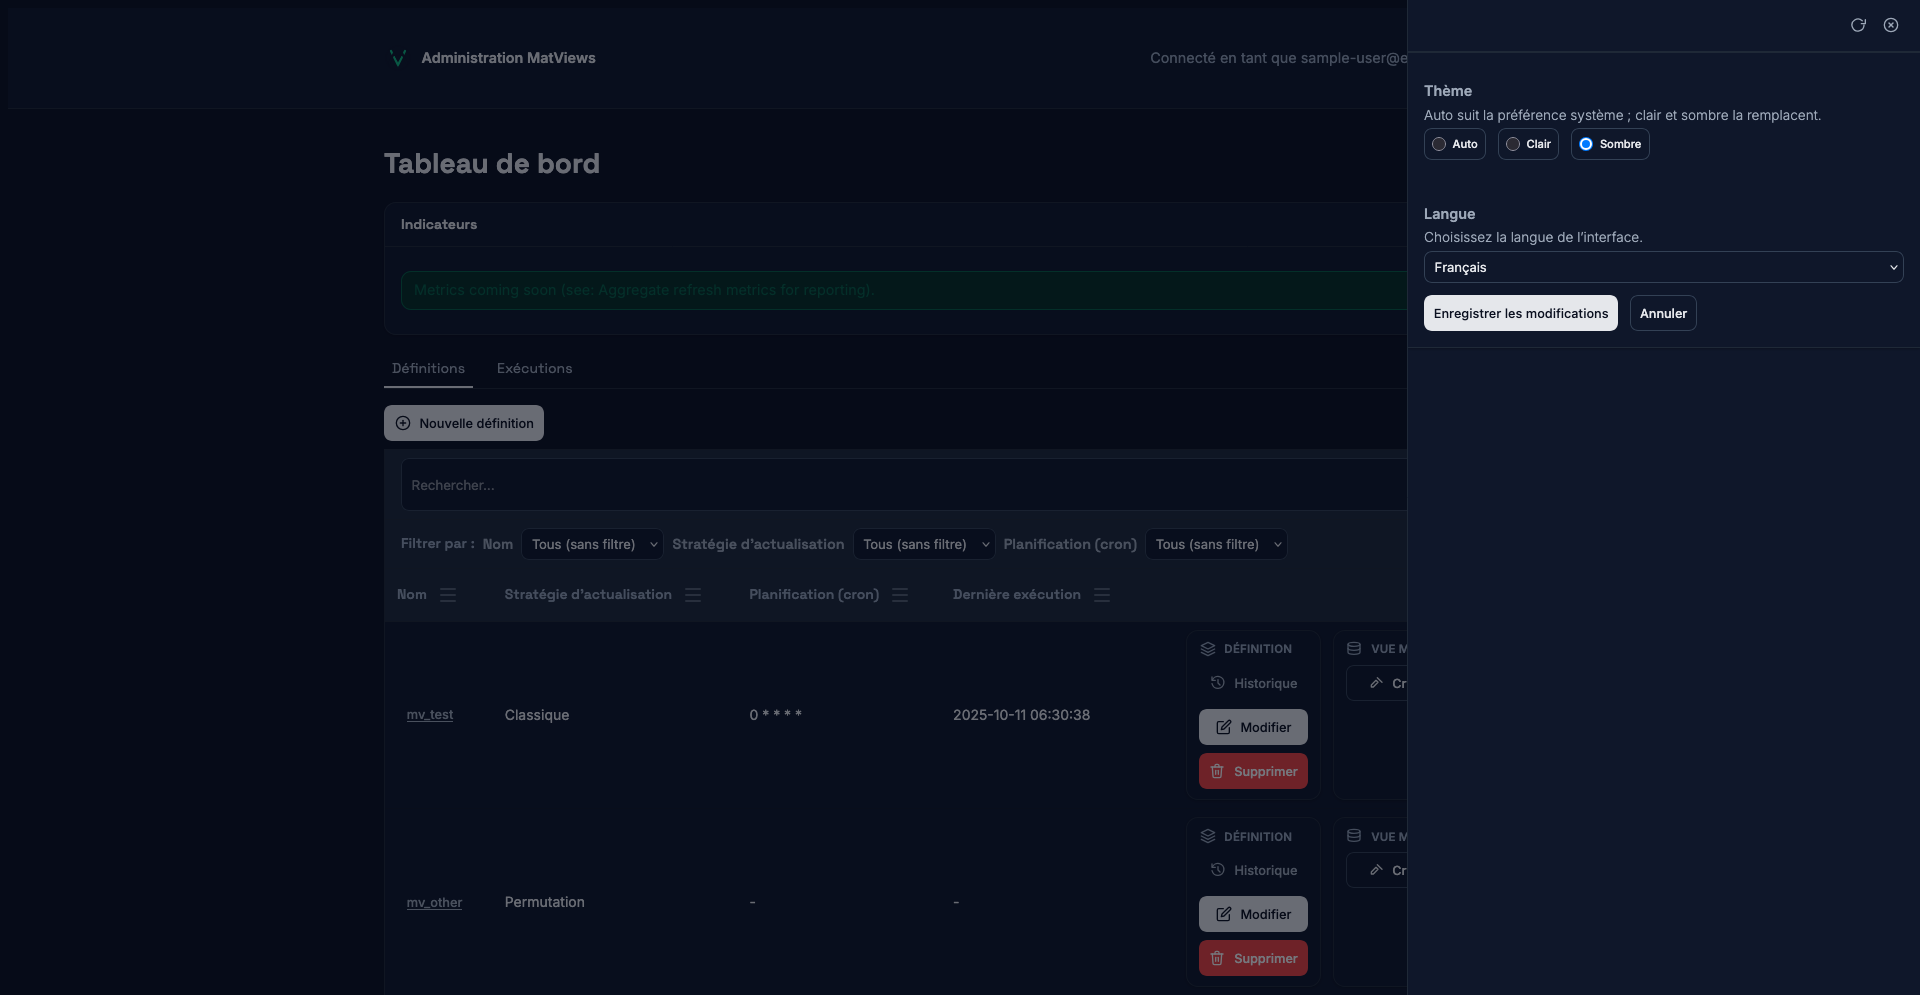 Administration MatViews
Connecté en tant que sample-user@e
Tableau de bord
Indicateurs
Metrics coming soon (see: Aggregate refresh metrics for reporting).
Définitions Exécutions
Nouvelle définition
Rechercher...
Filtrer par : Nom Tous (sans filtre) Stratégie d'actualisation Tous (sans filtre) Planification (cron) Tous (sans filtre)
Nom Stratégie d'actualisation Planification (cron) Dernière exécution
DÉFINITION VUE M
Historique Cr
mv_test Classique 0 * * * * 2025-10-11 06:30:38
Modifier
Supprimer
DÉFINITION VUE M
Historique Cr
mv_other Permutation - -
Modifier
Supprimer
Thème
Auto suit la préférence système ; clair et sombre la remplacent.
Auto Clair Sombre
Langue
Choisissez la langue de l’interface.
Français
Enregistrer les modifications Annuler